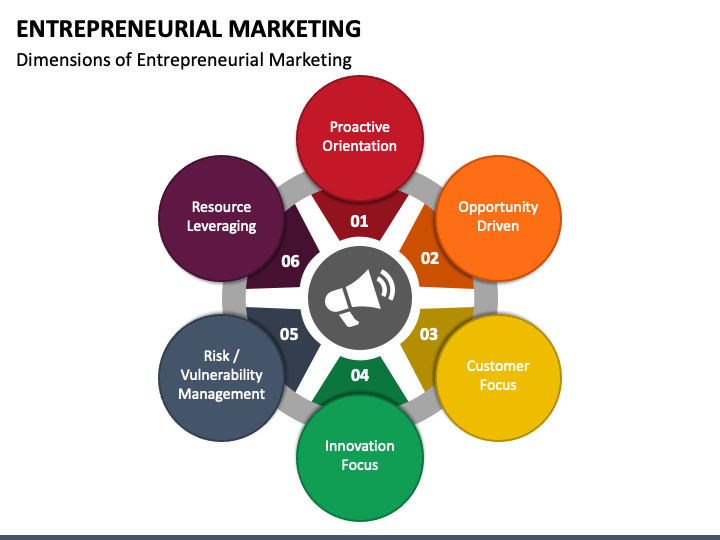 ENTREPRENEURIAL MARKETING
Dimensions of Entrepreneurial Marketing
Proactive
Orientation
01
Opportunity
Driven
02
Customer
Focus
03
Innovation
Focus
04
Risk /
Vulnerability
Management
05
Resource
Leveraging
06